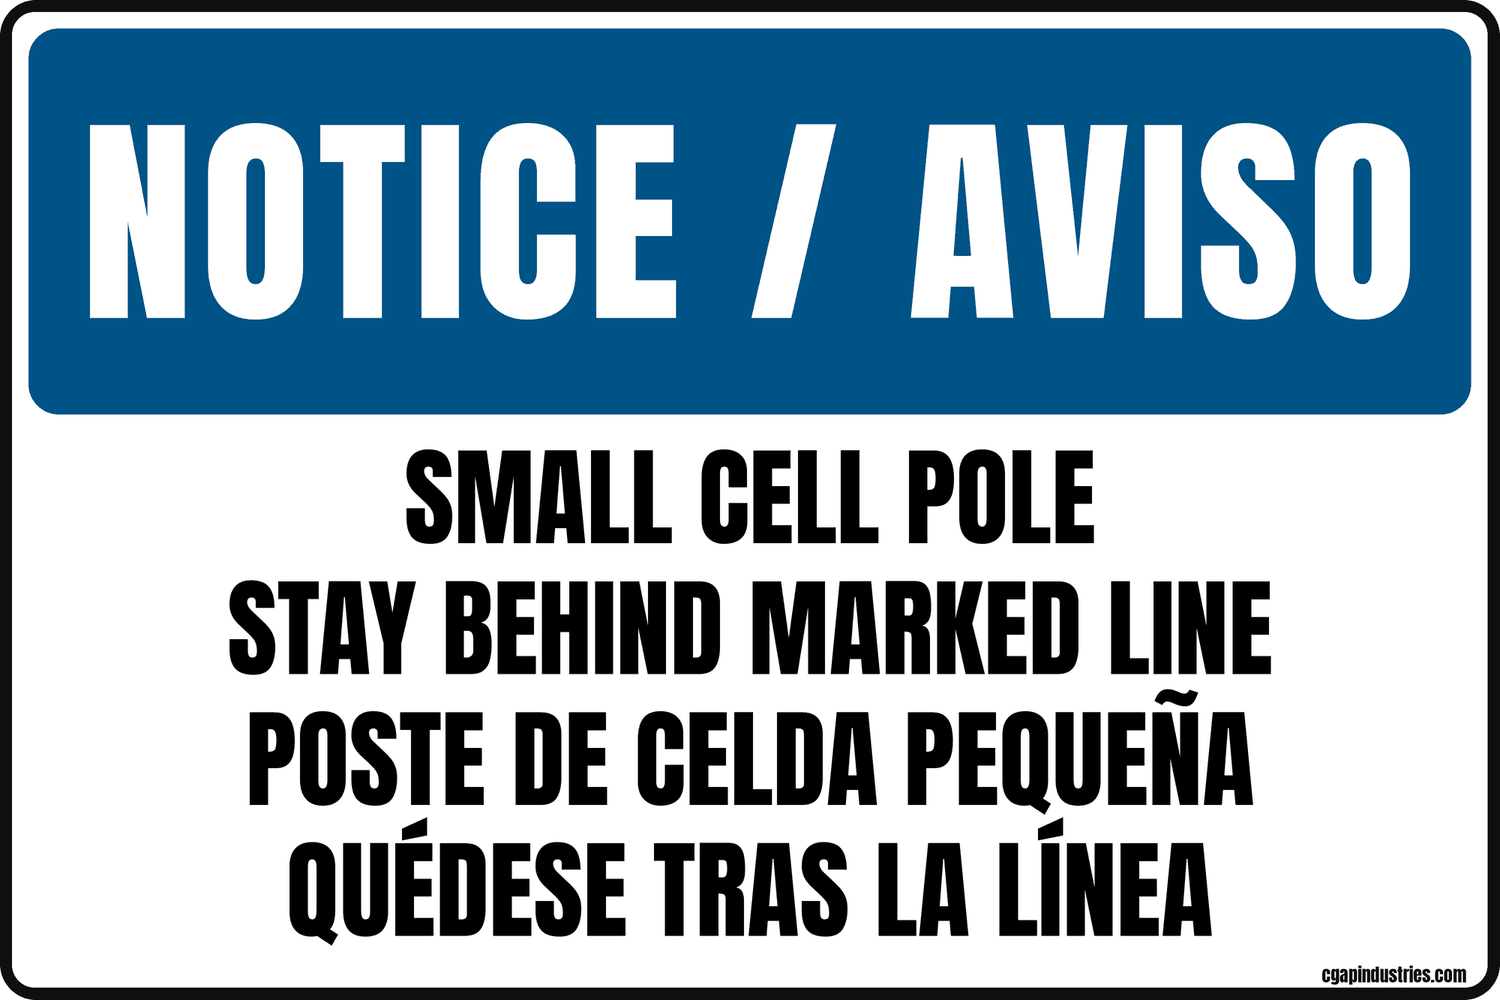 NOTICE / AVISO
SMALL CELL POLE
STAY BEHIND MARKED LINE
POSTE DE CELDA PEQUEÑA
QUÉDESE TRAS LA LÍNEA
cgapindustries.com